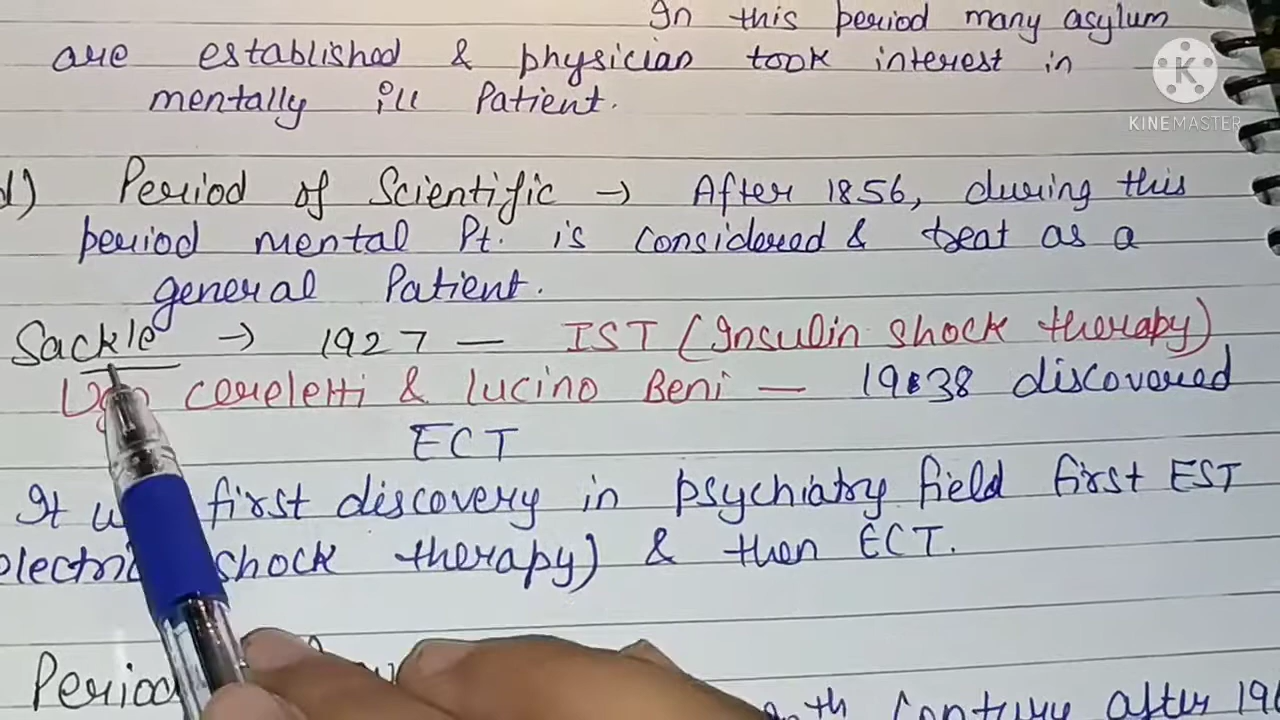 In this period many asylum
are established & physician took interest in
mentally ill Patient.
KINEMASTER
d) Period of Scientific → After 1856, during this
period mental Pt. is considered & treat as a
general Patient.
Sackle → 1927 – IST (Insulin shock therapy)
cereletti & Lucino Beni – 1938 discovered
ECT
It first discovery in psychiatry field first EST
shock therapy) & then ECT.
Period
century after